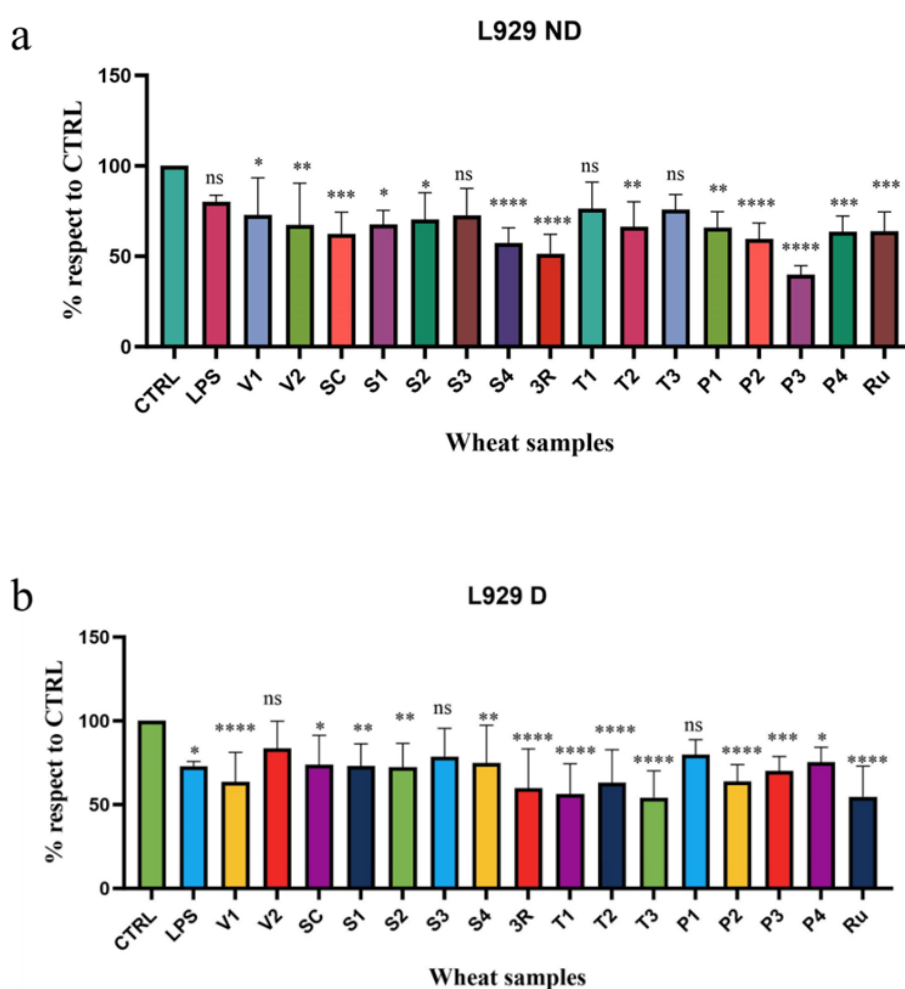 a
L929 ND
% respect to CTRL
150
100
50
0
ns
*
**
***
*
*
ns
****
****
ns
**
ns
**
****
****
***
***
CTRL
LPS
V1
V2
SC
S1
S2
S3
S4
3R
T1
T2
T3
P1
P2
P3
P4
Ru
Wheat samples
b
L929 D
% respect to CTRL
150
100
50
0
*
****
ns
*
**
**
ns
**
****
****
****
****
ns
****
***
*
****
CTRL
LPS
V1
V2
SC
S1
S2
S3
S4
3R
T1
T2
T3
P1
P2
P3
P4
Ru
Wheat samples